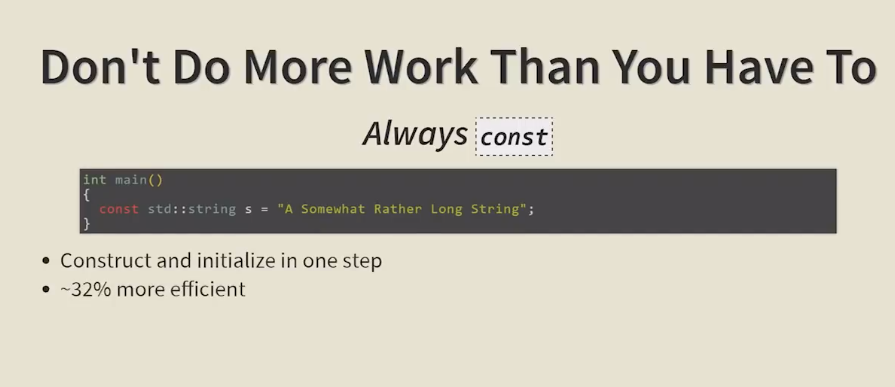 Don't Do More Work Than You Have To
Always const
int main()
{
  const std::string s = "A Somewhat Rather Long String";
}
• Construct and initialize in one step
• ~32% more efficient